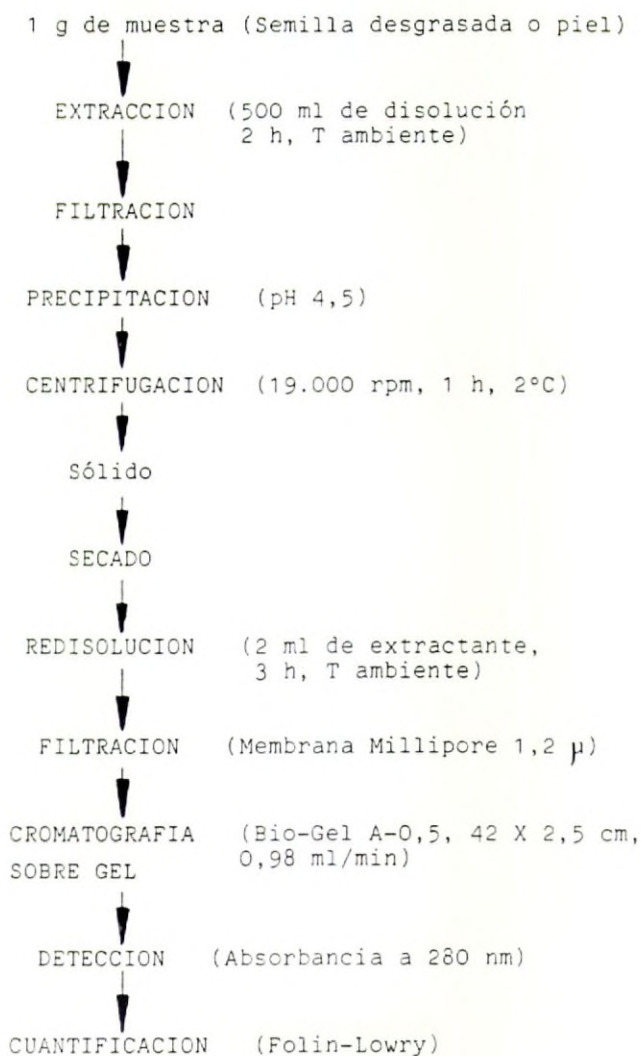 1 g de muestra (Semilla desgrasada o piel)
EXTRACCION (500 ml de disolución
2 h, T ambiente)
FILTRACION
PRECIPITACION (pH 4,5)
CENTRIFUGACION (19.000 rpm, 1 h, 2°C)
Sólido
SECADO
REDISOLUCION (2 ml de extractante,
3 h, T ambiente)
FILTRACION (Membrana Millipore 1,2 µ)
CROMATOGRAFIA (Bio-Gel A-0,5, 42 X 2,5 cm,
SOBRE GEL 0,98 ml/min)
DETECCION (Absorbancia a 280 nm)
CUANTIFICACION (Folin-Lowry)